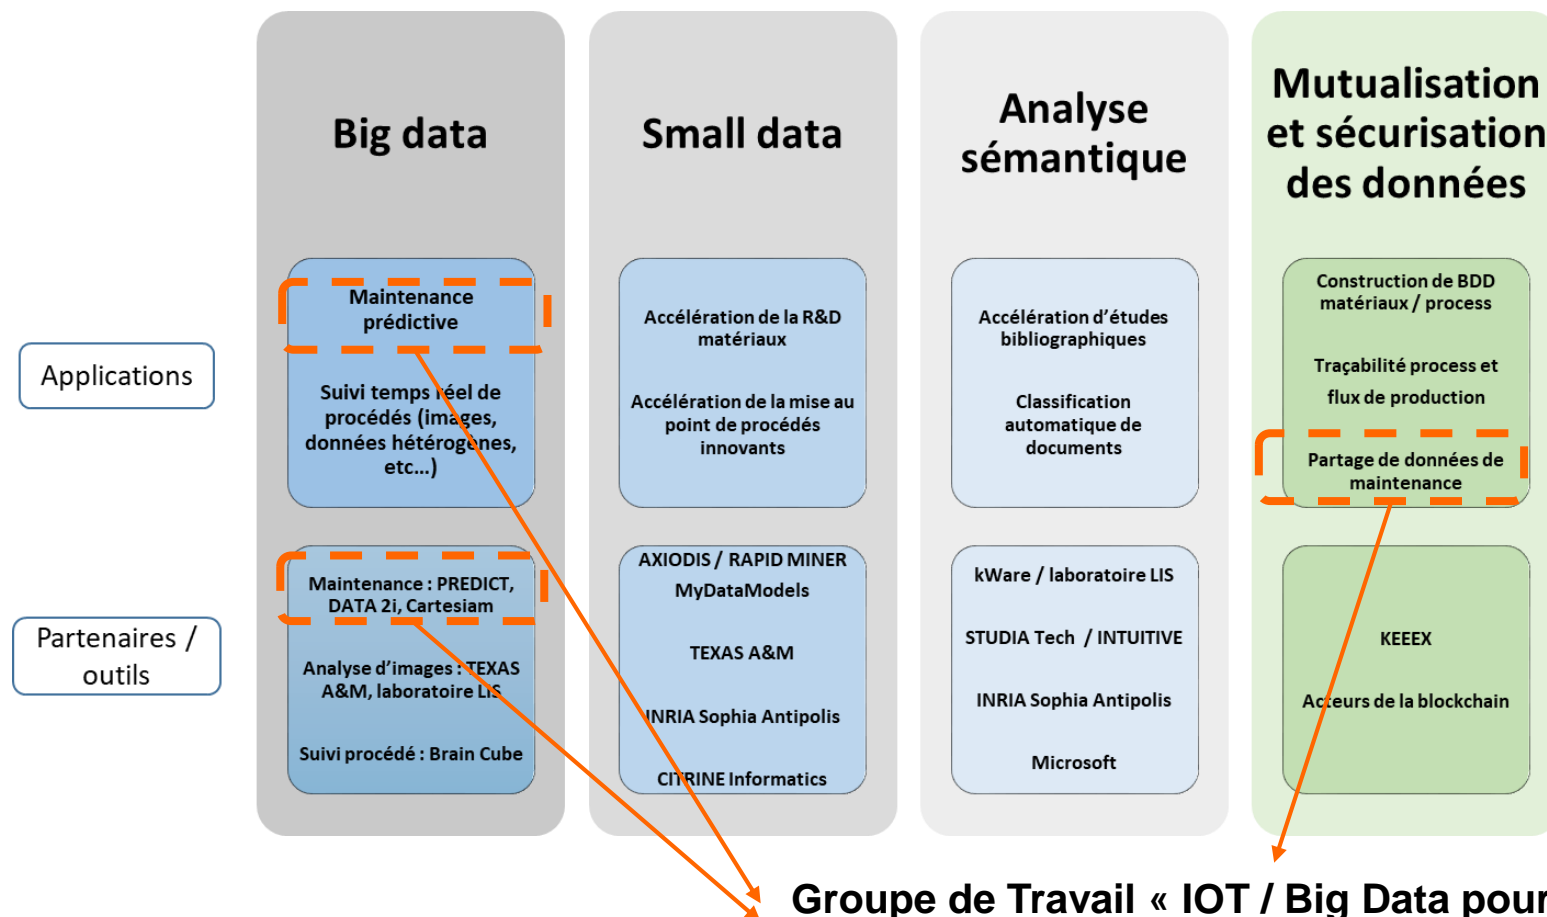 Big data
Small data
Analyse
sémantique
Mutualisation
et sécurisation
des données
Applications
Maintenance
prédictive
Suivi temps réel de
procédés (images,
données hétérogènes,
etc...)
Accélération de la R&D
matériaux
Accélération de la mise au
point de procédés
innovants
Accélération d'études
bibliographiques
Classification
automatique de
documents
Construction de BDD
matériaux / process
Traçabilité process et
flux de production
Partage de données de
maintenance
Partenaires /
outils
Maintenance : PREDICT,
DATA 2i, Cartesiam
Analyse d'images : TEXAS
A&M, laboratoire LIS
Suivi procédé : Brain Cube
AXIODIS / RAPID MINER
MyDataModels
TEXAS A&M
INRIA Sophia Antipolis
CITRINE Informatics
kWare / laboratoire LIS
STUDIA Tech / INTUITIVE
INRIA Sophia Antipolis
Microsoft
KEEEX
Acteurs de la blockchain
Groupe de Travail « IOT / Big Data pour